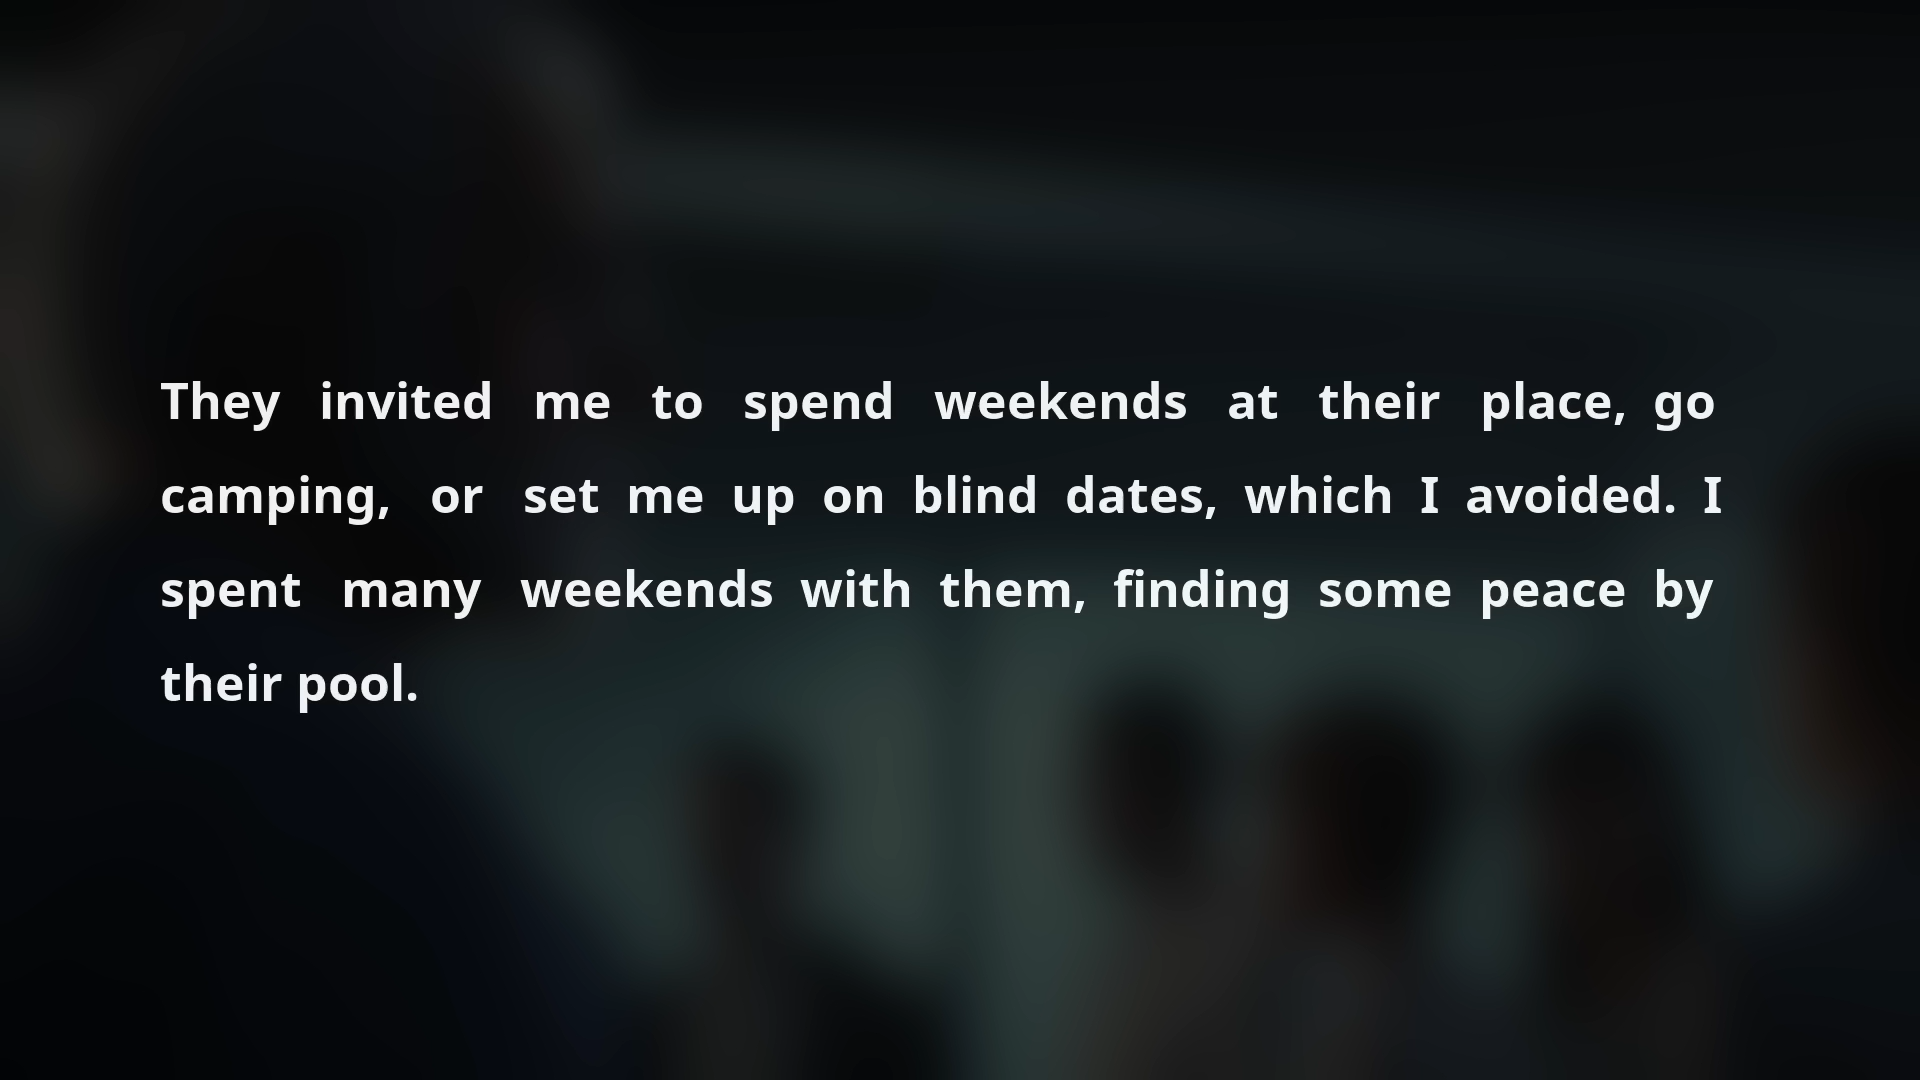 They invited me to spend weekends at their place, go
camping, or set me up on blind dates, which I avoided. I
spent many weekends with them, finding some peace by
their pool.